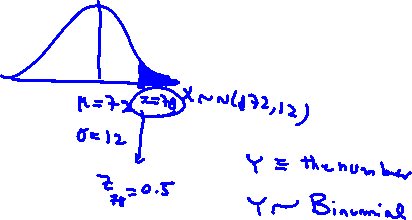 μ=72 x=78 X~N(72,12)
σ=12
z78=0.5
Y ≡ the number
Y ~ Binomial